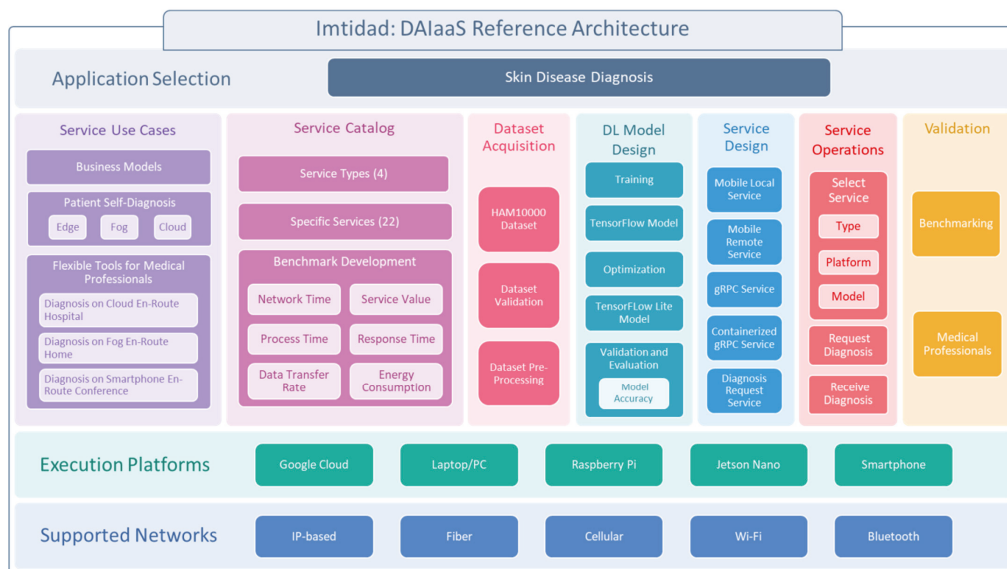 Imtidad: DAIaaS Reference Architecture
Application Selection
Skin Disease Diagnosis
Service Use Cases
Business Models
Patient Self-Diagnosis
Edge
Fog
Cloud
Flexible Tools for Medical
Professionals
Diagnosis on Cloud En-Route
Hospital
Diagnosis on Fog En-Route
Home
Diagnosis on Smartphone En-
Route Conference
Service Catalog
Service Types (4)
Specific Services (22)
Benchmark Development
Network Time
Service Value
Process Time
Response Time
Data Transfer
Rate
Energy
Consumption
Dataset
Acquisition
HAM10000
Dataset
Dataset
Validation
Dataset Pre-
Processing
DL Model
Design
Training
TensorFlow Model
Optimization
TensorFLow Lite
Model
Validation and
Evaluation
Model
Accuracy
Service
Design
Mobile Local
Service
Mobile
Remote
Service
gRPC Service
Containerized
gRPC Service
Diagnosis
Request
Service
Service
Operations
Select
Service
Type
Platform
Model
Request
Diagnosis
Receive
Diagnosis
Validation
Benchmarking
Medical
Professionals
Execution Platforms
Google Cloud
Laptop/PC
Raspberry Pi
Jetson Nano
Smartphone
Supported Networks
IP-based
Fiber
Cellular
Wi-Fi
Bluetooth